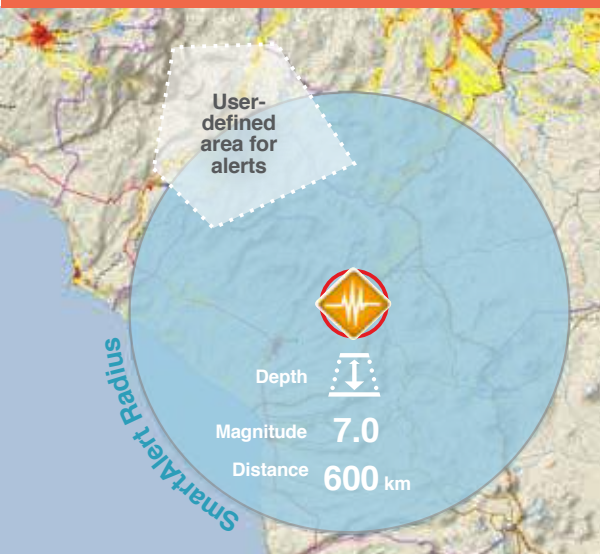 User-
defined
area for
alerts
Depth
Magnitude 7.0
Distance 600 km
SmartAlert Radius